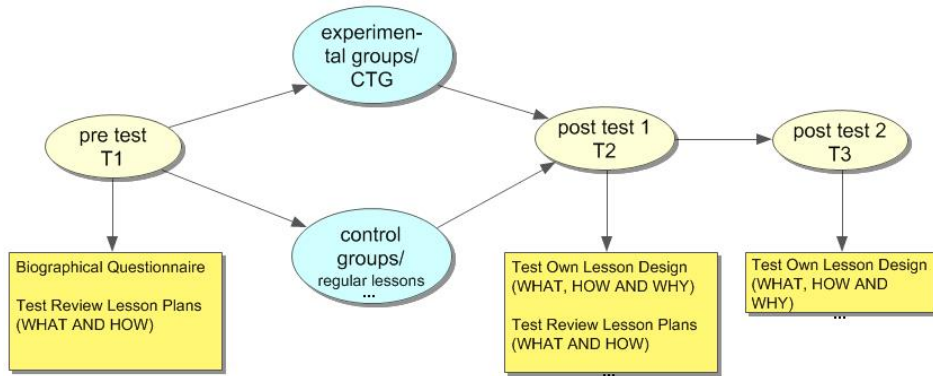 experimen-
tal groups/
CTG
pre test
T1
post test 1
T2
post test 2
T3
control
groups/
regular lessons
...
Biographical Questionnaire
Test Review Lesson Plans
(WHAT AND HOW)
Test Own Lesson Design
(WHAT, HOW AND WHY)
Test Review Lesson Plans
(WHAT AND HOW)
...
Test Own Lesson Design
(WHAT, HOW AND
WHY)
...